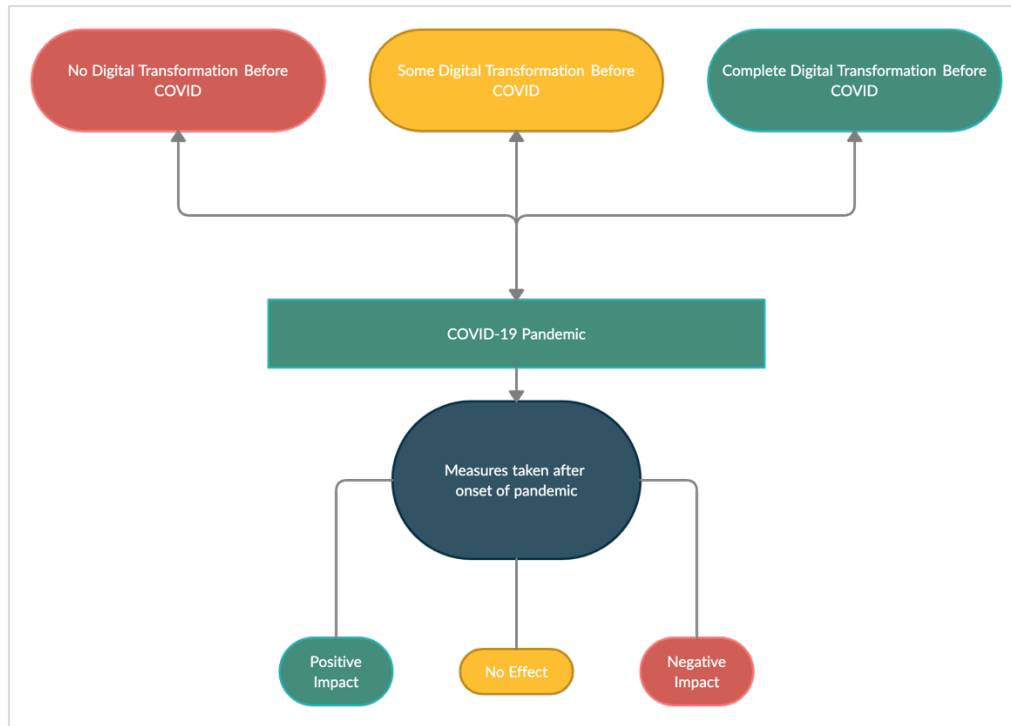 No Digital Transformation Before
COVID
Some Digital Transformation Before
COVID
Complete Digital Transformation Before
COVID
COVID-19 Pandemic
Measures taken after
onset of pandemic
Positive
Impact
No Effect
Negative
Impact